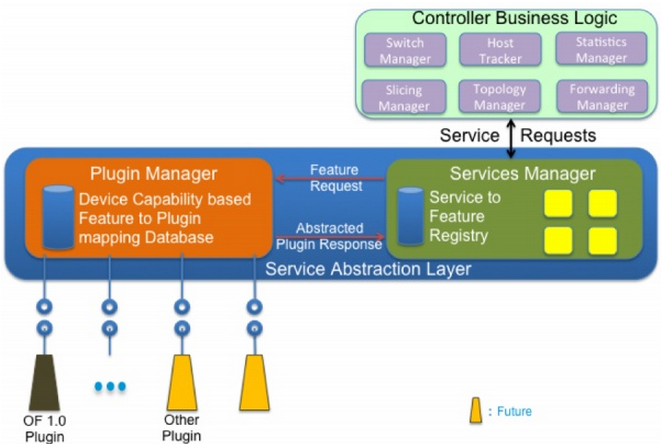 Controller Business Logic
Switch
Manager
Host
Tracker
Statistics
Manager
Slicing
Manager
Topology
Manager
Forwarding
Manager
Service Requests
Plugin Manager
Device Capability based
Feature to Plugin
mapping Database
Feature
Request
Abstracted
Plugin Response
Services Manager
Service to
Feature
Registry
Service Abstraction Layer
OF 1.0
Plugin
Other
Plugin
: Future